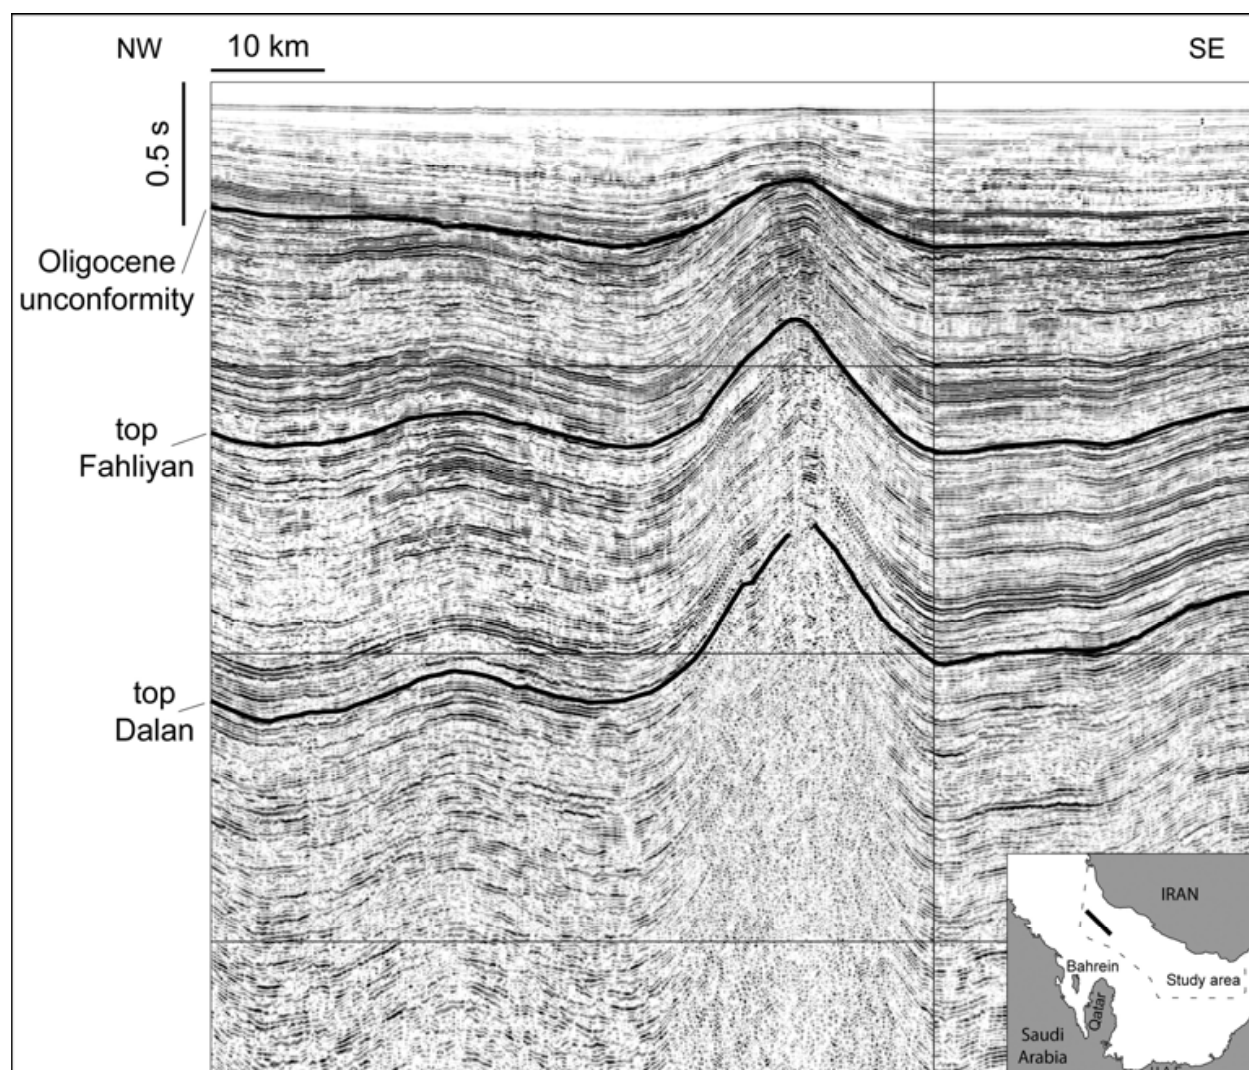 NW
10 km
SE
0.5 s
Oligocene
unconformity
top
Fahliyan
top
Dalan
IRAN
Bahrein
Study area
Qatar
Saudi
Arabia